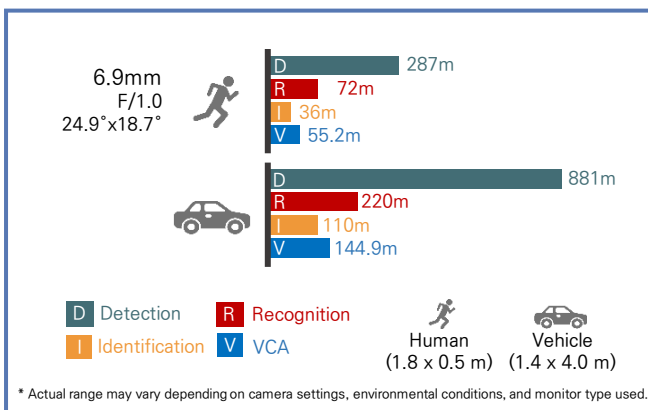 6.9mm
F/1.0
24.9˚x18.7˚
D 287m
R 72m
I 36m
V 55.2m
D 881m
R 220m
I 110m
V 144.9m
D Detection
R Recognition
I Identification
V VCA
Human
(1.8 x 0.5 m)
Vehicle
(1.4 x 4.0 m)
* Actual range may vary depending on camera settings, environmental conditions, and monitor type used.